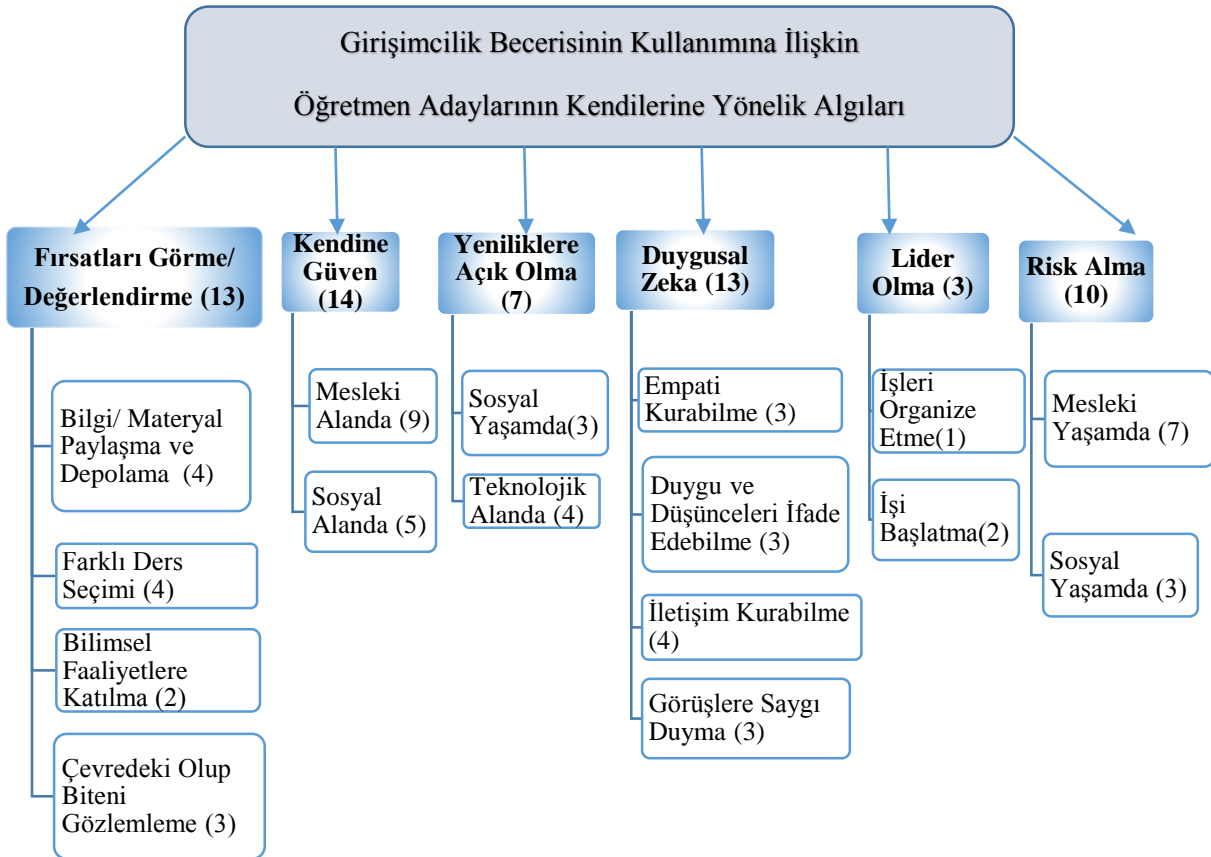 Girişimcilik Becerisinin Kullanımına İlişkin
Öğretmen Adaylarının Kendilerine Yönelik Algıları
Fırsatları Görme/
Değerlendirme (13)
Bilgi/ Materyal
Paylaşma ve
Depolama (4)
Farklı Ders
Seçimi (4)
Bilimsel
Faaliyetlere
Katılma (2)
Çevredeki Olup
Biteni
Gözlemleme (3)
Kendine
Güven
(14)
Mesleki
Alanda (9)
Sosyal
Alanda (5)
Yeniliklere
Açık Olma
(7)
Sosyal
Yaşamda(3)
Teknolojik
Alanda (4)
Duygusal
Zeka (13)
Empati
Kurabilme (3)
Duygu ve
Düşünceleri İfade
Edebilme (3)
İletişim Kurabilme
(4)
Görüşlere Saygı
Duyma (3)
Lider
Olma (3)
İşleri
Organize
Etme(1)
İşi
Başlatma(2)
Risk Alma
(10)
Mesleki
Yaşamda (7)
Sosyal
Yaşamda (3)